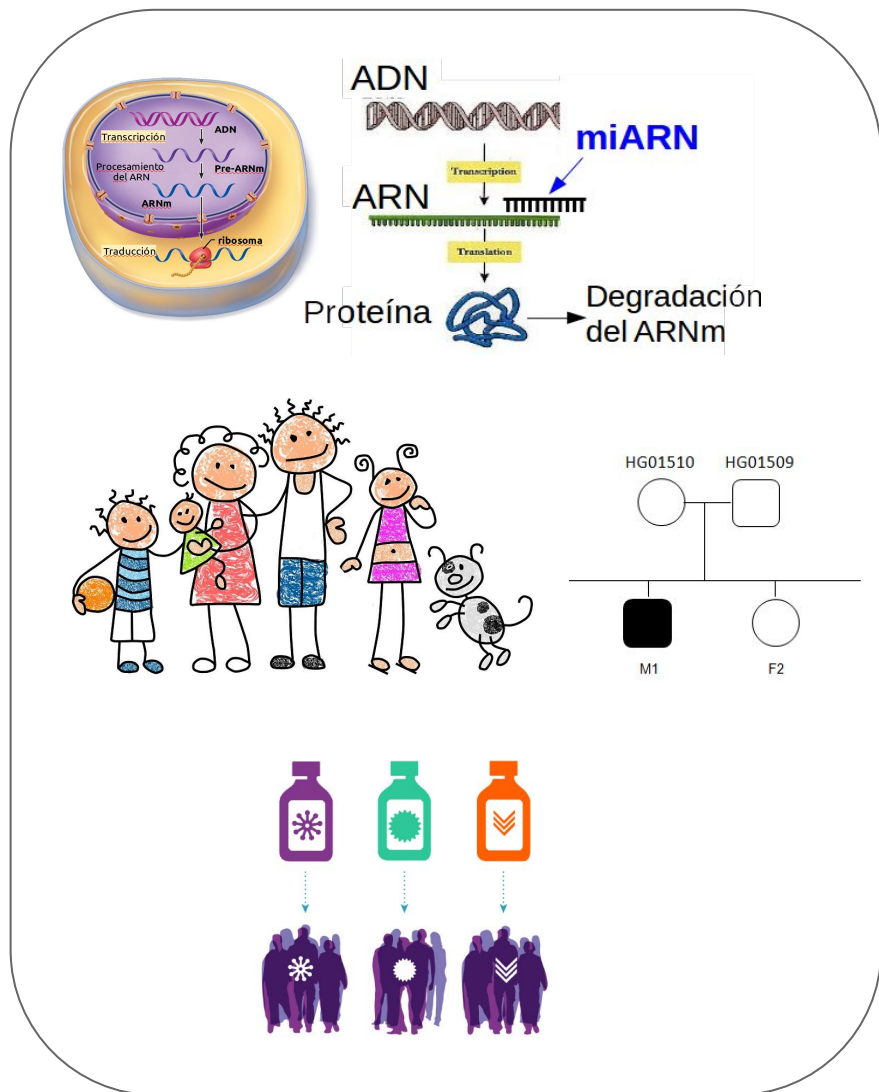 Transcripción
ADN
Procesamiento
del ARN
Pre-ARNm
ARNm
ribosoma
Traducción
ADN
miARN
Transcription
ARN
Translation
Proteína
Degradación
del ARNm
HG01510
HG01509
M1
F2